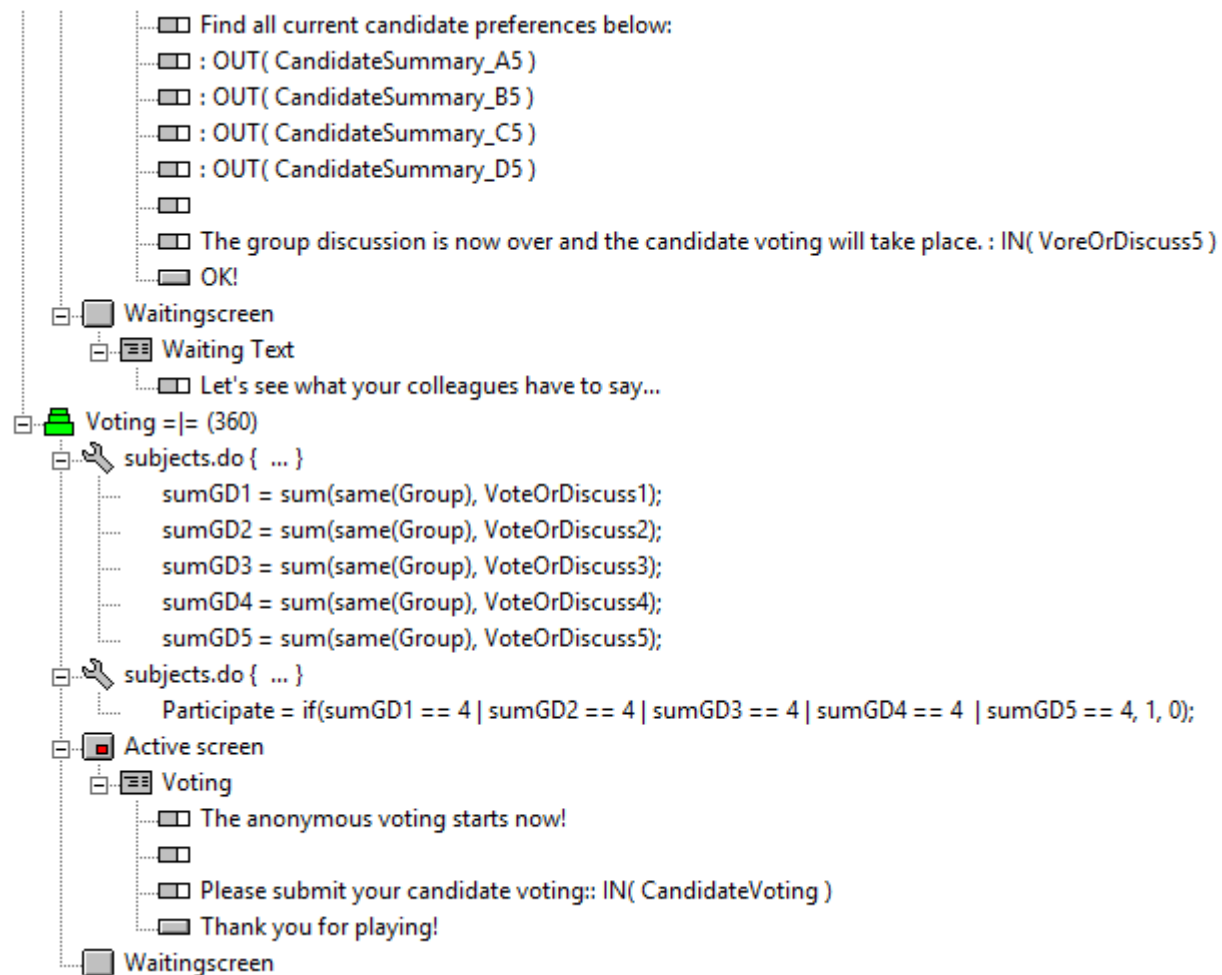 Find all current candidate preferences below:
: OUT( CandidateSummary_A5 )
: OUT( CandidateSummary_B5 )
: OUT( CandidateSummary_C5 )
: OUT( CandidateSummary_D5 )
The group discussion is now over and the candidate voting will take place. : IN( VoreOrDiscuss5 )
OK!
Waitingscreen
Waiting Text
Let's see what your colleagues have to say...
Voting =|= (360)
subjects.do { ... }
sumGD1 = sum(same(Group), VoteOrDiscuss1);
sumGD2 = sum(same(Group), VoteOrDiscuss2);
sumGD3 = sum(same(Group), VoteOrDiscuss3);
sumGD4 = sum(same(Group), VoteOrDiscuss4);
sumGD5 = sum(same(Group), VoteOrDiscuss5);
subjects.do { ... }
Participate = if(sumGD1 == 4 | sumGD2 == 4 | sumGD3 == 4 | sumGD4 == 4 | sumGD5 == 4, 1, 0);
Active screen
Voting
The anonymous voting starts now!
Please submit your candidate voting:: IN( CandidateVoting )
Thank you for playing!
Waitingscreen